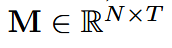 M ∈ ℝ^{N×T}